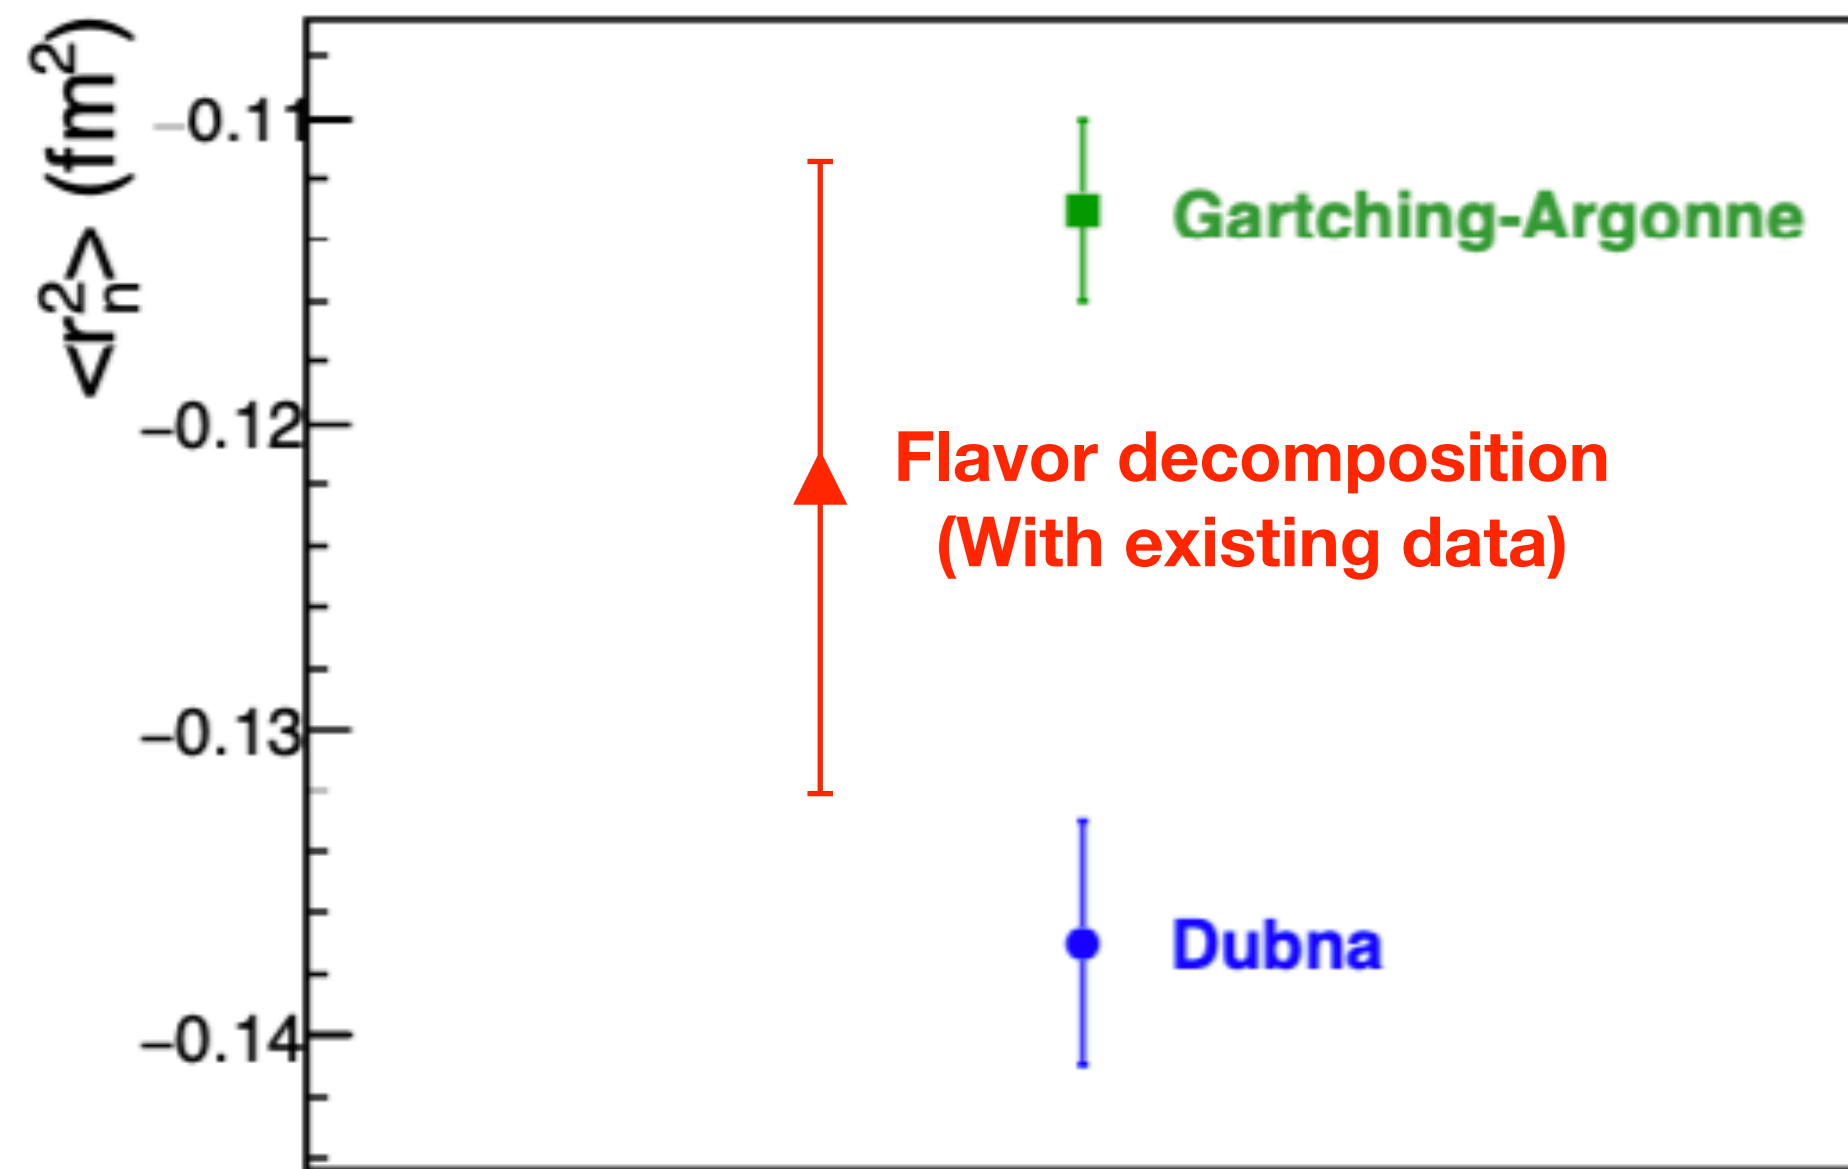 <r²ₙ> (fm²)
−0.11
Gartching-Argonne
−0.12
Flavor decomposition
(With existing data)
−0.13
Dubna
−0.14